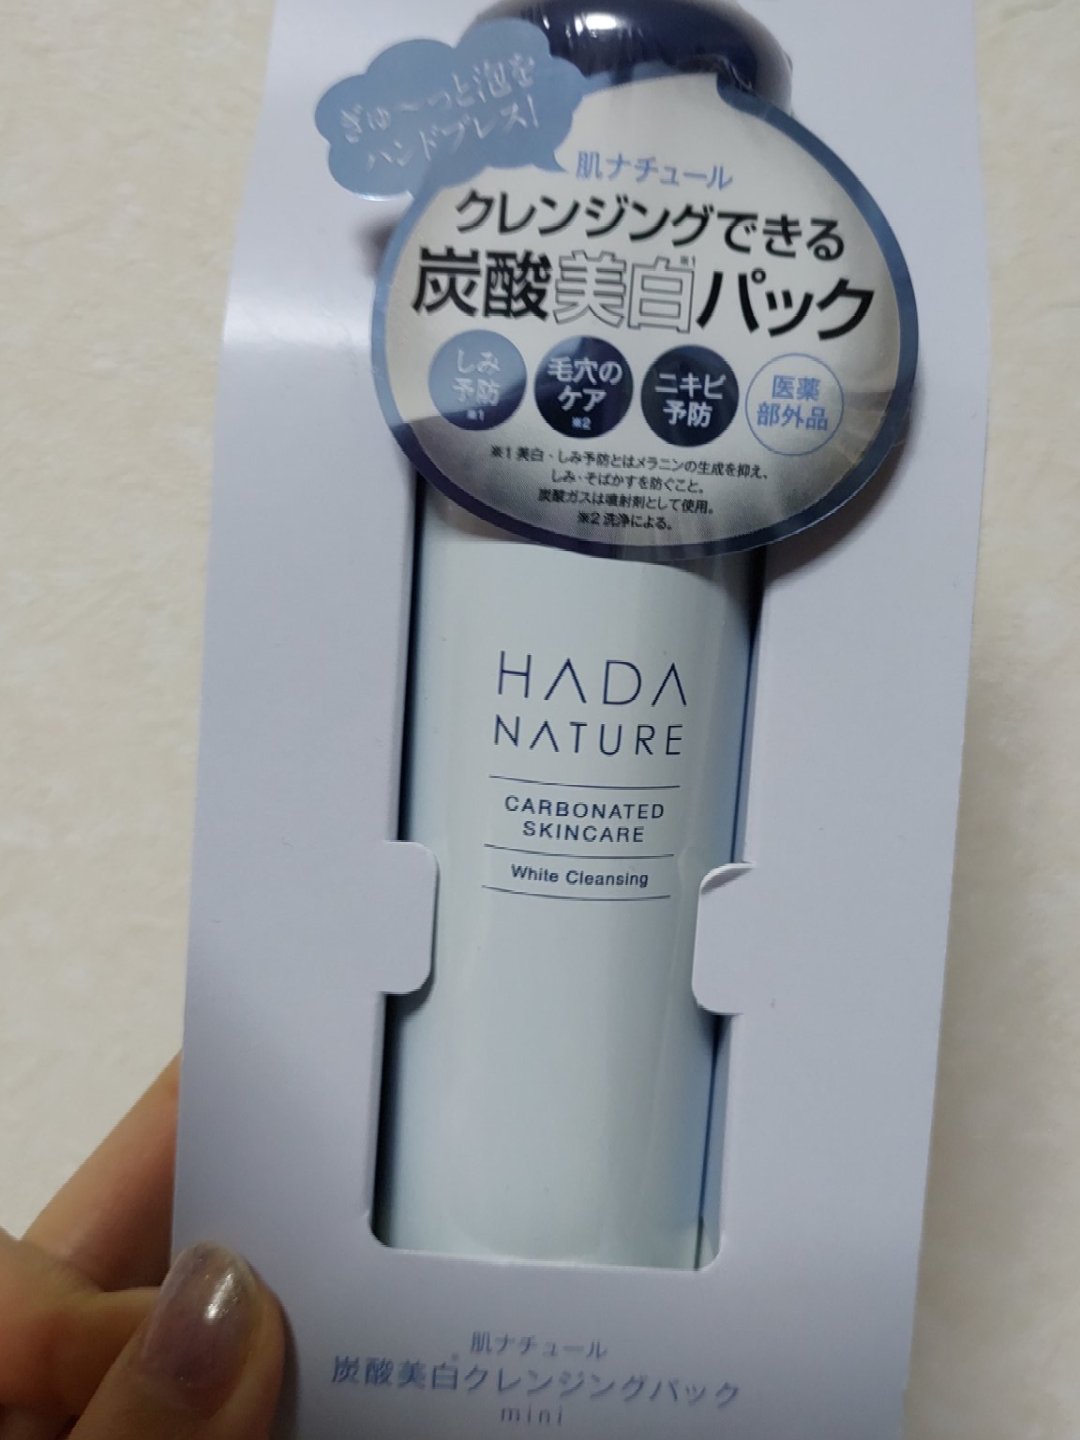 ぎゅ〜っと泡を
ハンドプレス!
肌ナチュール
クレンジングできる
炭酸美白※1パック
しみ
予防
※1
毛穴の
ケア
※2
ニキビ
予防
医薬
部外品
※1 美白・しみ予防とはメラニンの生成を抑え、
しみ・そばかすを防ぐこと。
炭酸ガスは噴射剤として使用。
※2 洗浄による。
HADA
NATURE
CARBONATED
SKINCARE
White Cleansing
肌ナチュール
炭酸美白クレンジングパック
mini